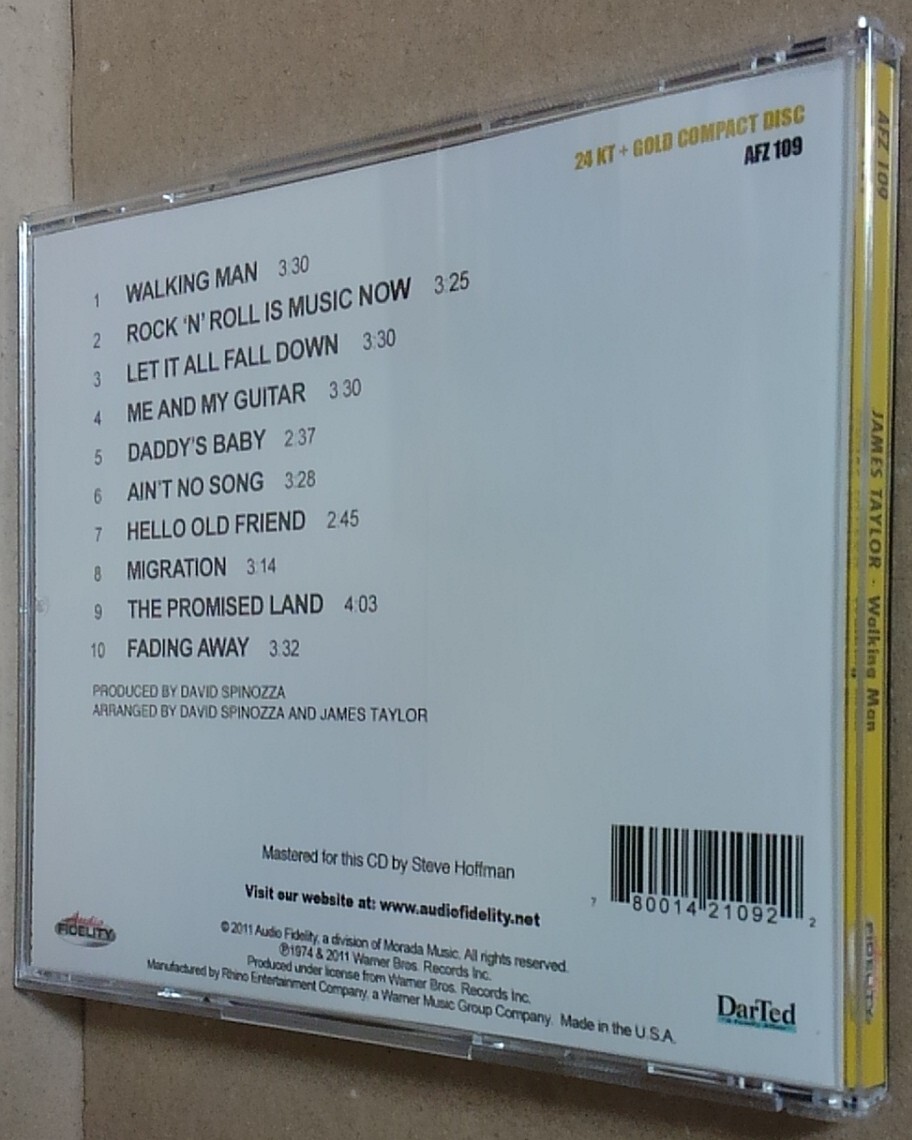 24 KT + GOLD COMPACT DISC
AFZ 109
1 WALKING MAN 3:30
2 ROCK 'N' ROLL IS MUSIC NOW 3:25
3 LET IT ALL FALL DOWN 3:30
4 ME AND MY GUITAR 3:30
5 DADDY'S BABY 2:37
6 AIN'T NO SONG 3:28
7 HELLO OLD FRIEND 2:45
8 MIGRATION 3:14
9 THE PROMISED LAND 4:03
10 FADING AWAY 3:32
PRODUCED BY DAVID SPINOZZA
ARRANGED BY DAVID SPINOZZA AND JAMES TAYLOR
Mastered for this CD by Steve Hoffman
Visit our website at: www.audiofidelity.net
© 2011 Audio Fidelity, a division of Morada Music. All rights reserved.
℗1974 & 2011 Warner Bros. Records Inc.
Produced under license from Warner Bros. Records Inc.
Manufactured by Rhino Entertainment Company, a Warner Music Group Company. Made in the U.S.A.
Audio
FIDELITY
7 80014 21092 2
DarTed
AFZ 109
JAMES TAYLOR · Walking Man
FIDELITY